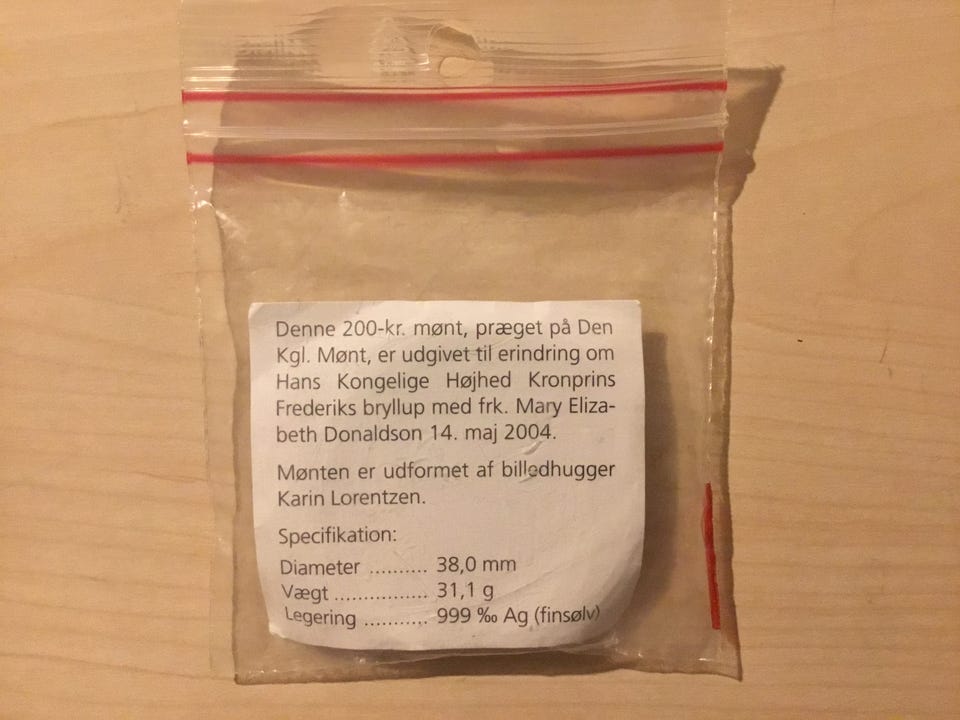 Denne 200-kr. mønt, præget på Den
Kgl. Mønt, er udgivet til erindring om
Hans Kongelige Højhed Kronprins
Frederiks bryllup med frk. Mary Eliza-
beth Donaldson 14. maj 2004.
Mønten er udformet af billedhugger
Karin Lorentzen.
Specifikation:
Diameter .......... 38,0 mm
Vægt ................ 31,1 g
Legering ........... 999 ‰ Ag (finsølv)